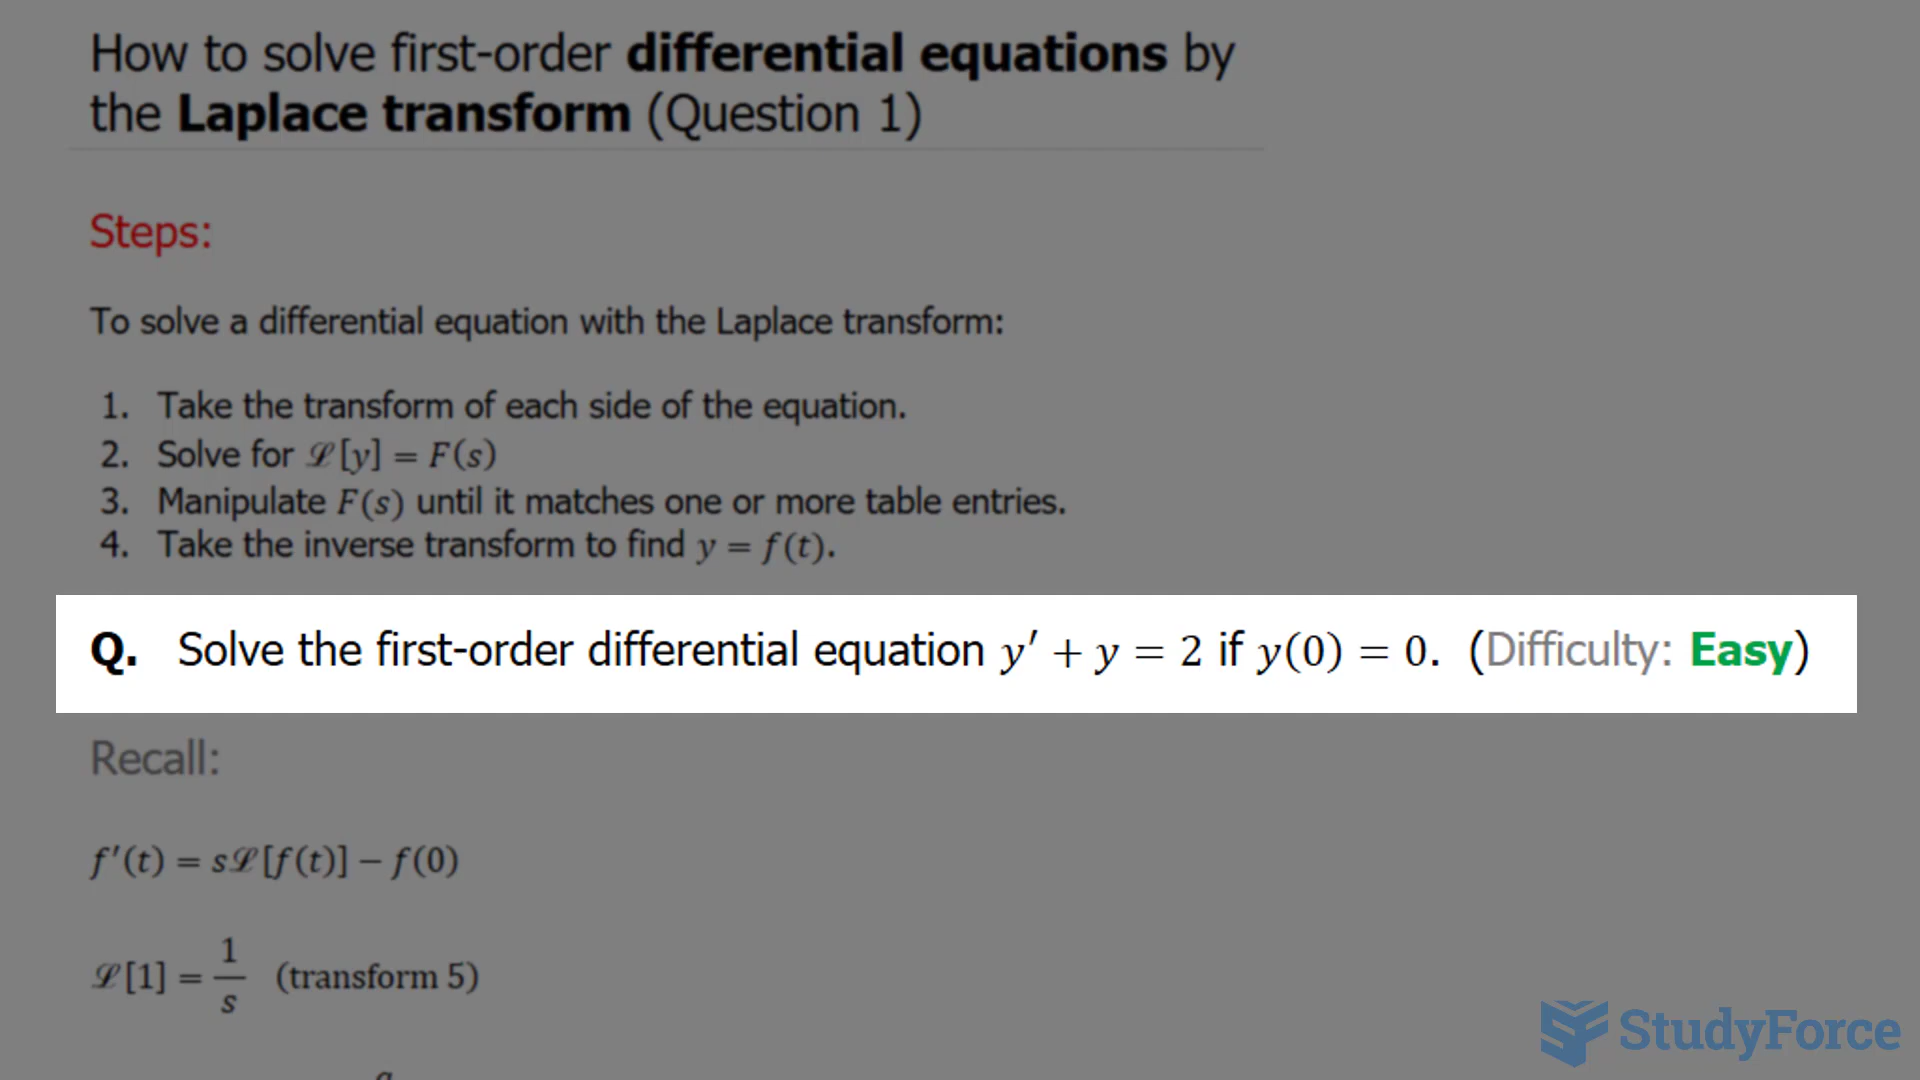 How to solve first-order differential equations by
the Laplace transform (Question 1)
Steps:
To solve a differential equation with the Laplace transform:
1. Take the transform of each side of the equation.
2. Solve for ℒ[y] = F(s)
3. Manipulate F(s) until it matches one or more table entries.
4. Take the inverse transform to find y = f(t).
Q. Solve the first-order differential equation y′ + y = 2 if y(0) = 0. (Difficulty: Easy)
Recall:
f′(t) = sℒ[f(t)] − f(0)
ℒ[1] = 1/s (transform 5)
StudyForce